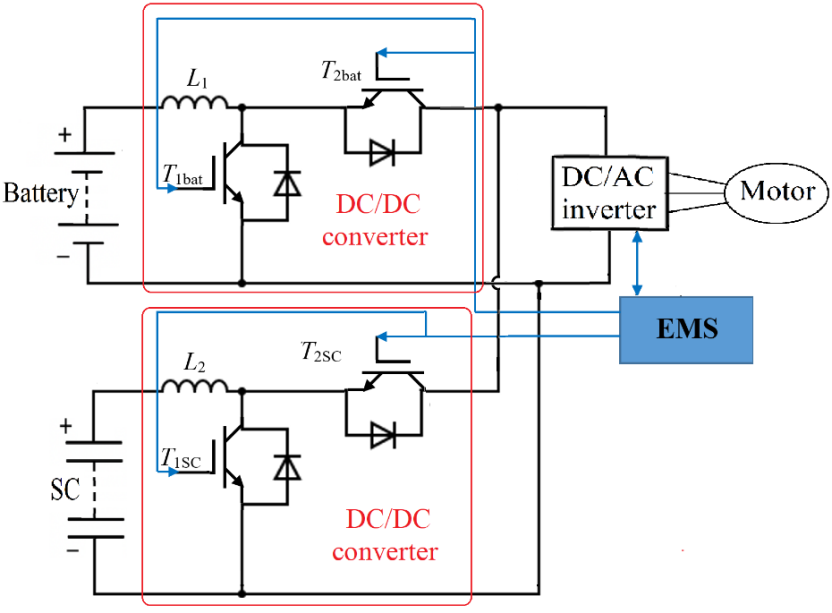 L1
T2bat
+
T1bat
Battery
DC/DC
converter
−
DC/AC
inverter
Motor
EMS
L2
T2SC
+
T1SC
SC
DC/DC
converter
−